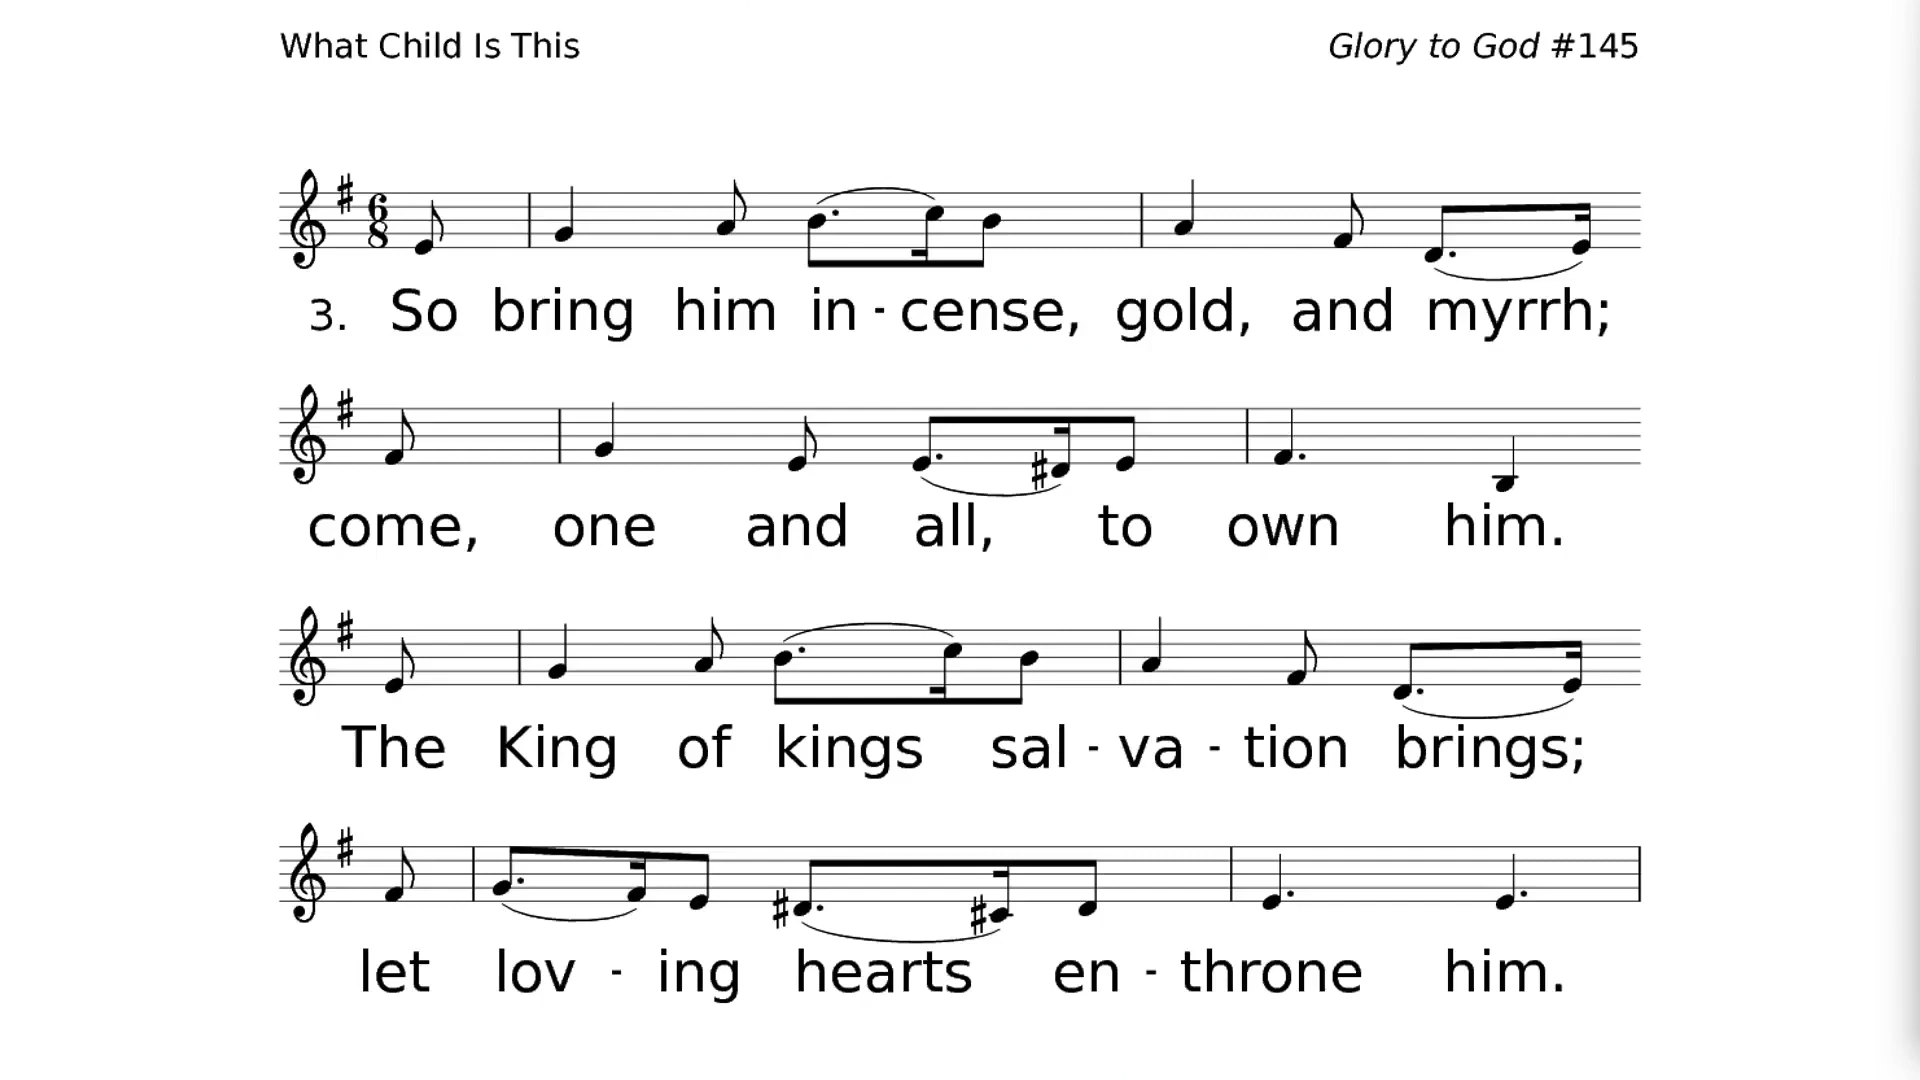 What Child Is This Glory to God #145
3. So bring him in - cense, gold, and myrrh;
come, one and all, to own him.
The King of kings sal - va - tion brings;
let lov - ing hearts en - throne him.